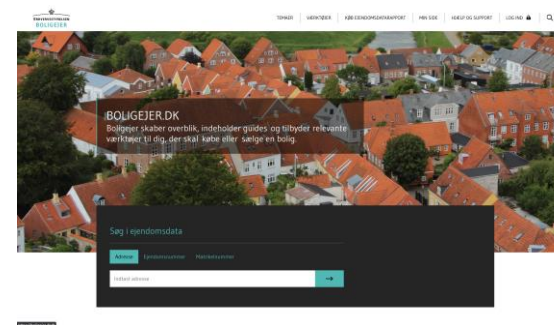 ERHVERVSSTYRELSEN
BOLIGEJER
TEMAER
VÆRKTØJER
KØB EJENDOMSDATARAPPORT
MIN SIDE
HJÆLP OG SUPPORT
LOG IND
BOLIGEJER.DK
Boligejer skaber overblik, indeholder guides og tilbyder relevante
værktøjer til dig, der skal købe eller sælge en bolig.
Søg i ejendomsdata
Adresse
Ejendomsnummer
Matrikelnummer
Indtast adresse